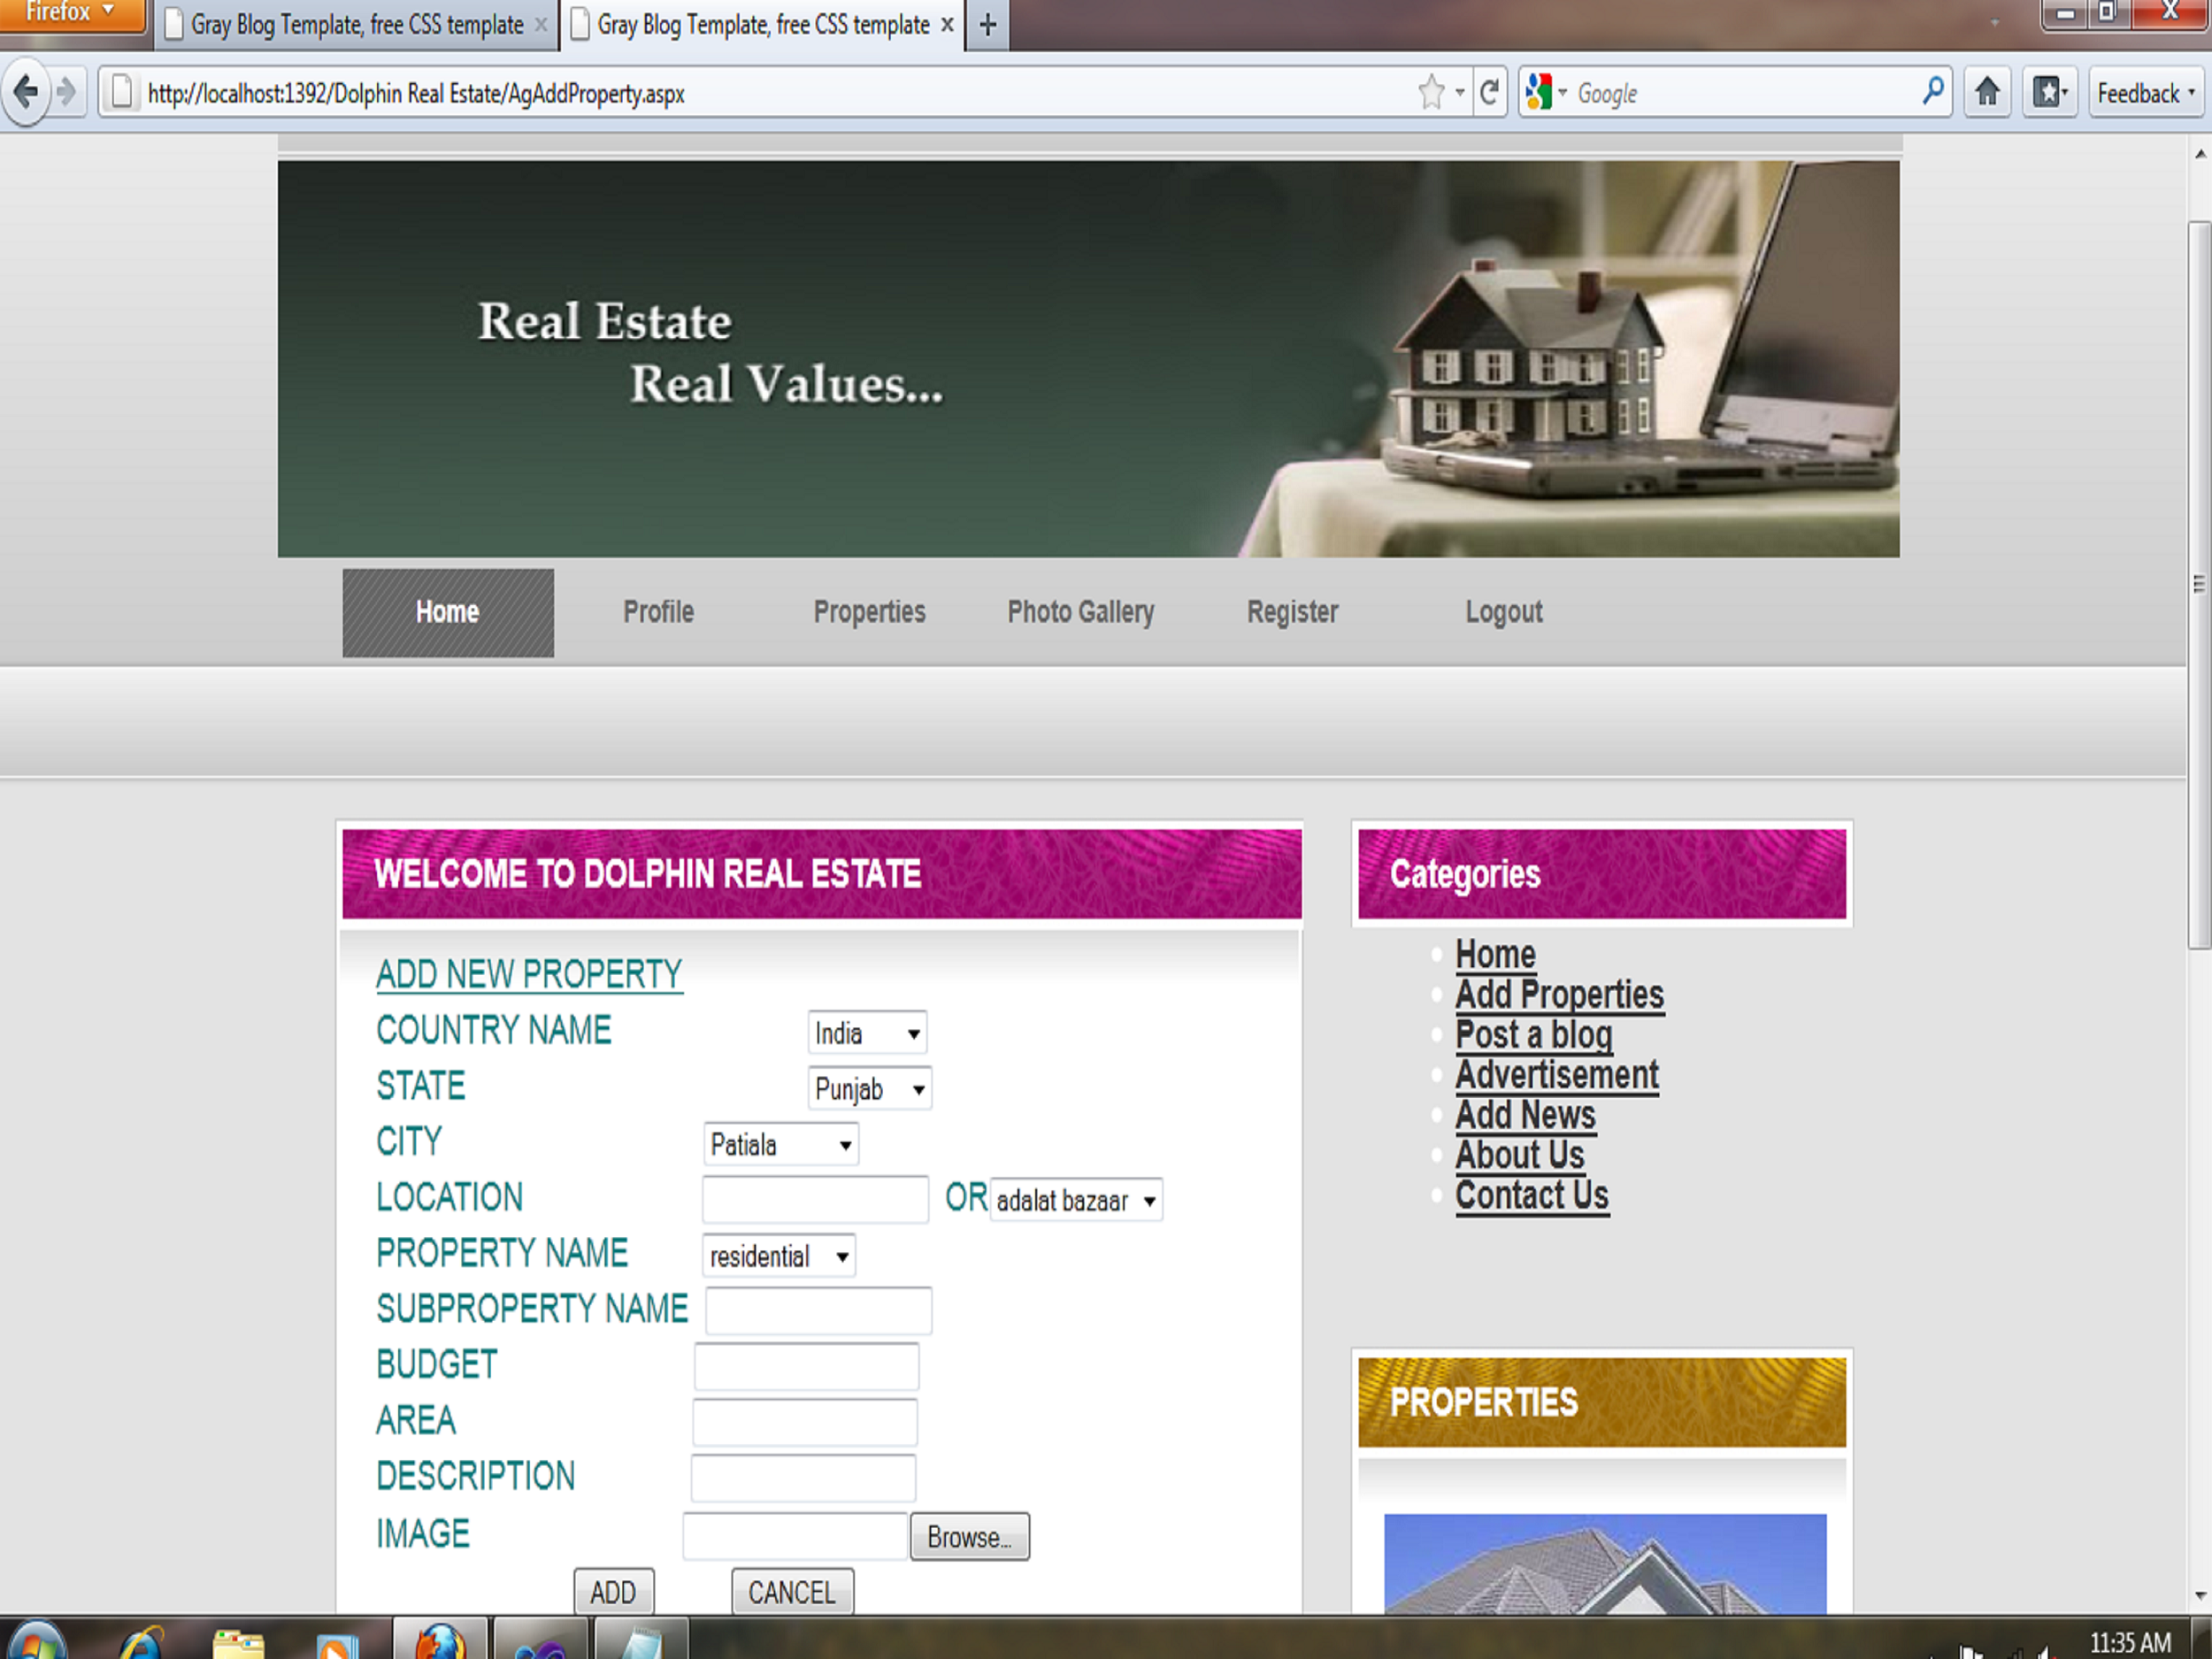 Firefox
Gray Blog Template, free CSS template
Gray Blog Template, free CSS template
http://localhost:1392/Dolphin Real Estate/AgAddProperty.aspx
Google
Feedback
Real Estate
Real Values...
Home Profile Properties Photo Gallery Register Logout
WELCOME TO DOLPHIN REAL ESTATE
ADD NEW PROPERTY
COUNTRY NAME India
STATE Punjab
CITY Patiala
LOCATION OR adalat bazaar
PROPERTY NAME residential
SUBPROPERTY NAME
BUDGET
AREA
DESCRIPTION
IMAGE Browse...
ADD CANCEL
Categories
Home
Add Properties
Post a blog
Advertisement
Add News
About Us
Contact Us
PROPERTIES
11:35 AM